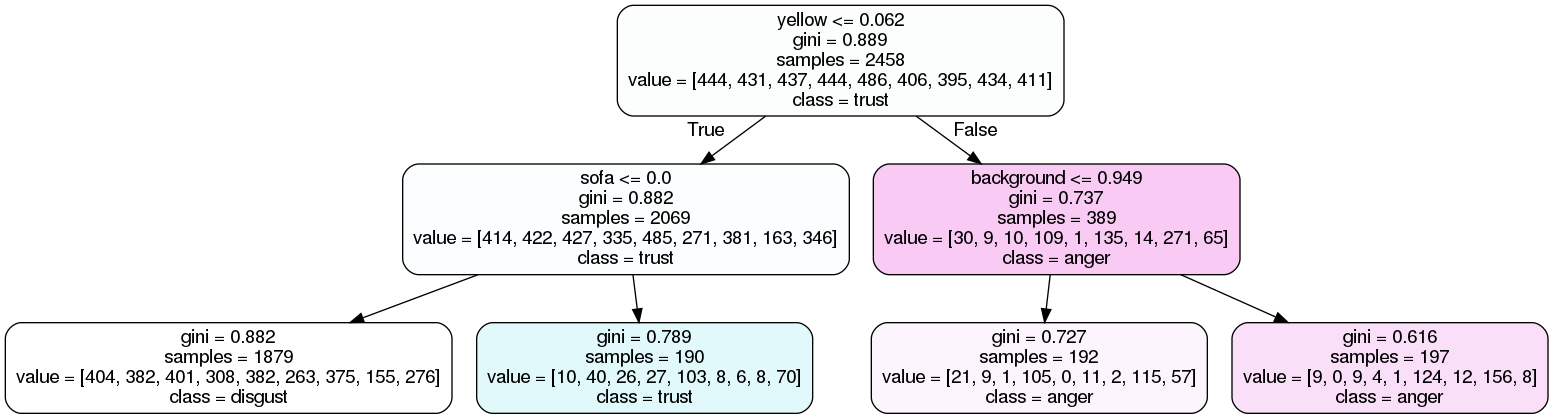 yellow <= 0.062
gini = 0.889
samples = 2458
value = [444, 431, 437, 444, 486, 406, 395, 434, 411]
class = trust
True
False
sofa <= 0.0
gini = 0.882
samples = 2069
value = [414, 422, 427, 335, 485, 271, 381, 163, 346]
class = trust
background <= 0.949
gini = 0.737
samples = 389
value = [30, 9, 10, 109, 1, 135, 14, 271, 65]
class = anger
gini = 0.882
samples = 1879
value = [404, 382, 401, 308, 382, 263, 375, 155, 276]
class = disgust
gini = 0.789
samples = 190
value = [10, 40, 26, 27, 103, 8, 6, 8, 70]
class = trust
gini = 0.727
samples = 192
value = [21, 9, 1, 105, 0, 11, 2, 115, 57]
class = anger
gini = 0.616
samples = 197
value = [9, 0, 9, 4, 1, 124, 12, 156, 8]
class = anger